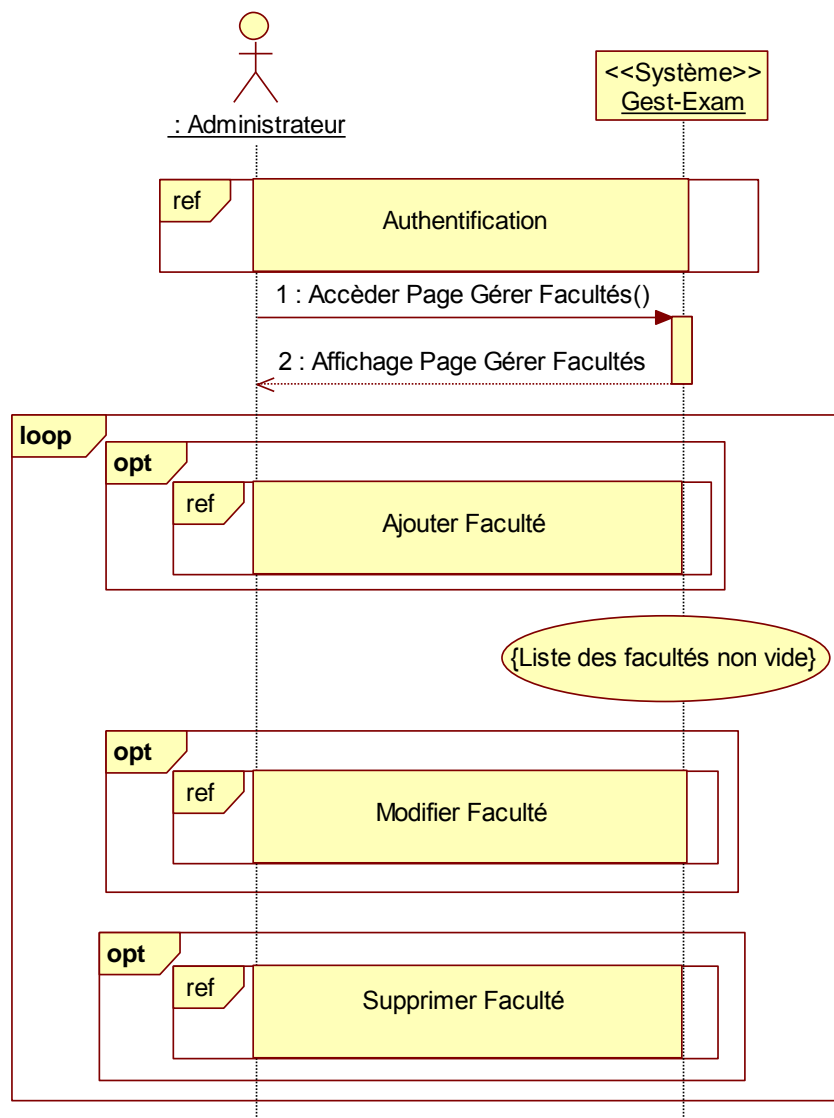 <<Système>>
Gest-Exam
: Administrateur
ref
Authentification
1 : Accèder Page Gérer Facultés()
2 : Affichage Page Gérer Facultés
loop
opt
ref
Ajouter Faculté
{Liste des facultés non vide}
opt
ref
Modifier Faculté
opt
ref
Supprimer Faculté